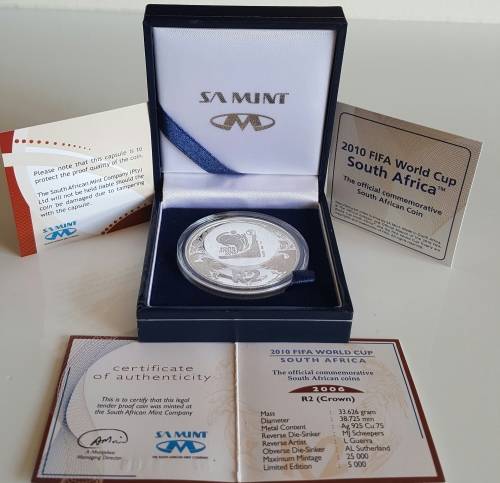 SA MINT
Please note that this capsule is to
protect the proof quality of the coin
The South African Mint Company (Pty)
Ltd will not be held liable should the
coin be damaged due to tampering
with the capsule.
SA MINT
2010 FIFA World Cup
South Africa™
The official commemorative
South African Coin
certificate
of authenticity
This is to certify that this legal
tender proof coin was minted at
the South African Mint Company
Managing Director
SA MINT
THE SOUTH AFRICAN MINT COMPANY
2010 FIFA WORLD CUP
SOUTH AFRICA
The official commemorative
South African coins
2006
R2 (Crown)
Mass 33.626 gram
Diameter 38.725 mm
Metal Content Ag 925 Cu 75
Reverse Die-Sinker MJ Scheepers
Reverse Artist L Guerra
Obverse Die-Sinker AL Sutherland
Maximum Mintage 25 000
Limited Edition 5 000